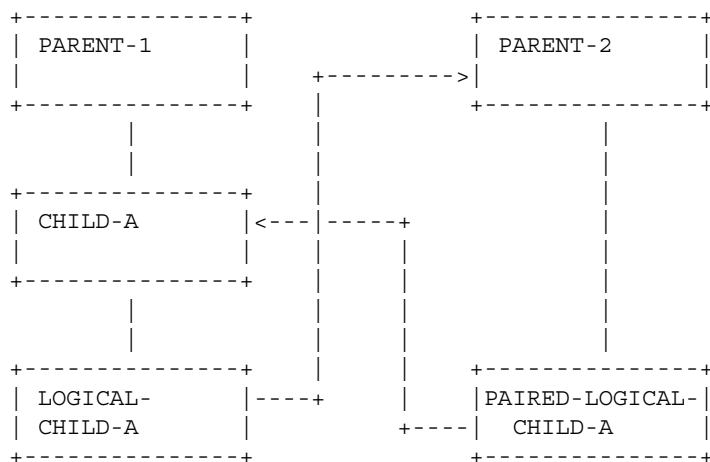 PARENT-1
PARENT-2
CHILD-A
LOGICAL-
CHILD-A
PAIRED-LOGICAL-
CHILD-A